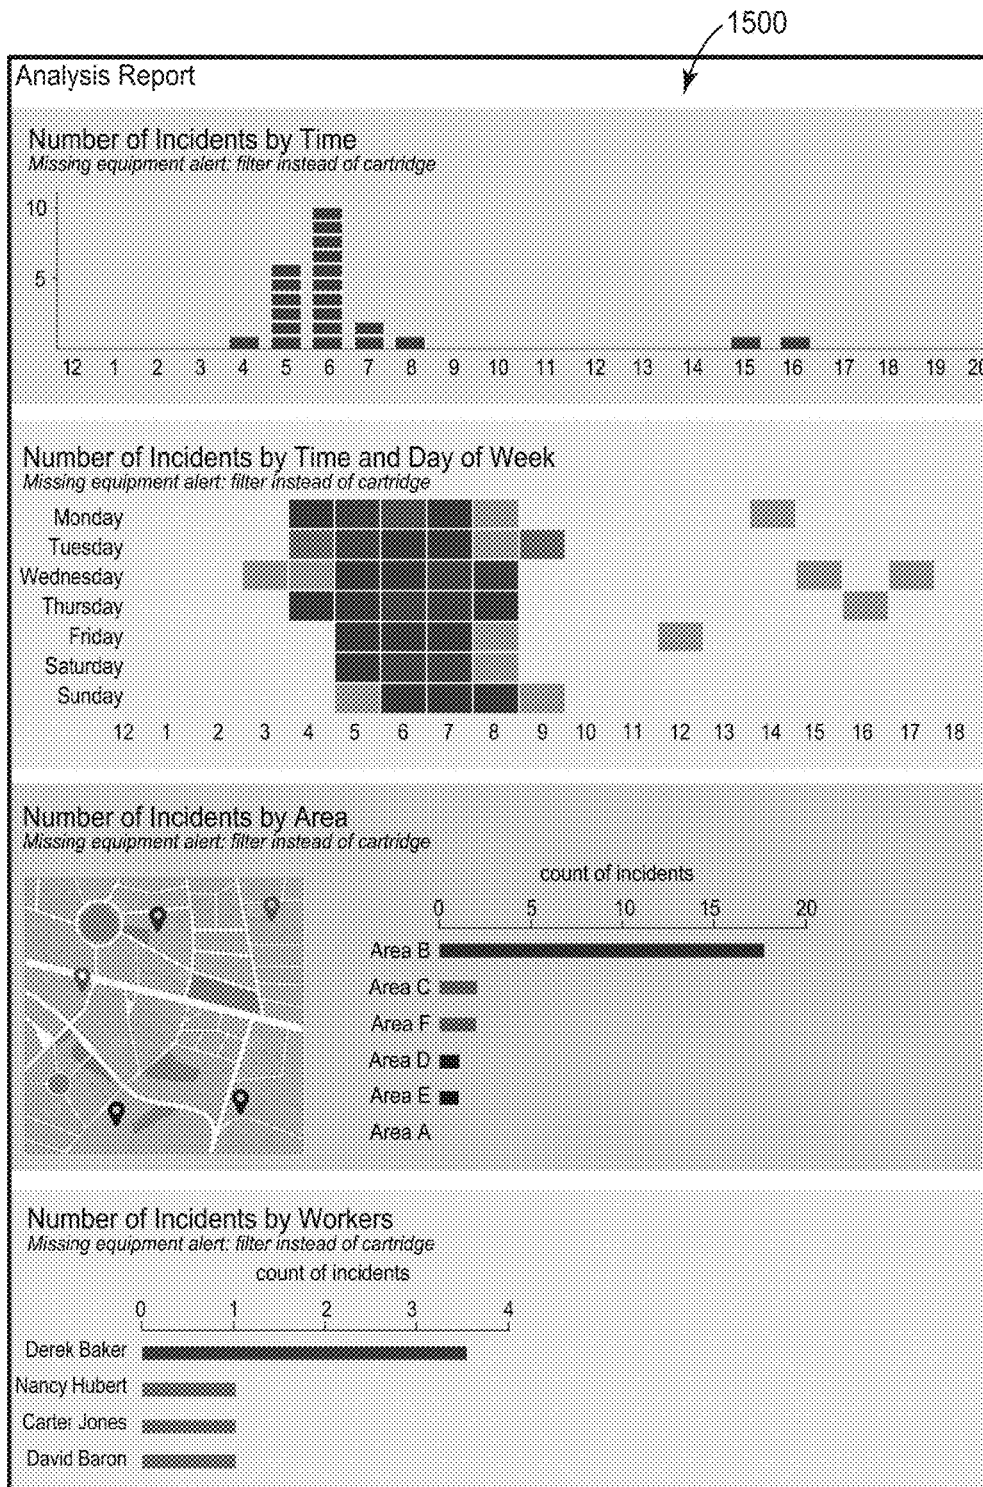 1500
Analysis Report
Number of Incidents by Time
Missing equipment alert: filter instead of cartridge
10
5
12 1 2 3 4 5 6 7 8 9 10 11 12 13 14 15 16 17 18 19 20
Number of Incidents by Time and Day of Week
Missing equipment alert: filter instead of cartridge
Monday
Tuesday
Wednesday
Thursday
Friday
Saturday
Sunday
12 1 2 3 4 5 6 7 8 9 10 11 12 13 14 15 16 17 18
Number of Incidents by Area
Missing equipment alert: filter instead of cartridge
count of incidents
0 5 10 15 20
Area B
Area C
Area F
Area D
Area E
Area A
Number of Incidents by Workers
Missing equipment alert: filter instead of cartridge
count of incidents
0 1 2 3 4
Derek Baker
Nancy Hubert
Carter Jones
David Baron